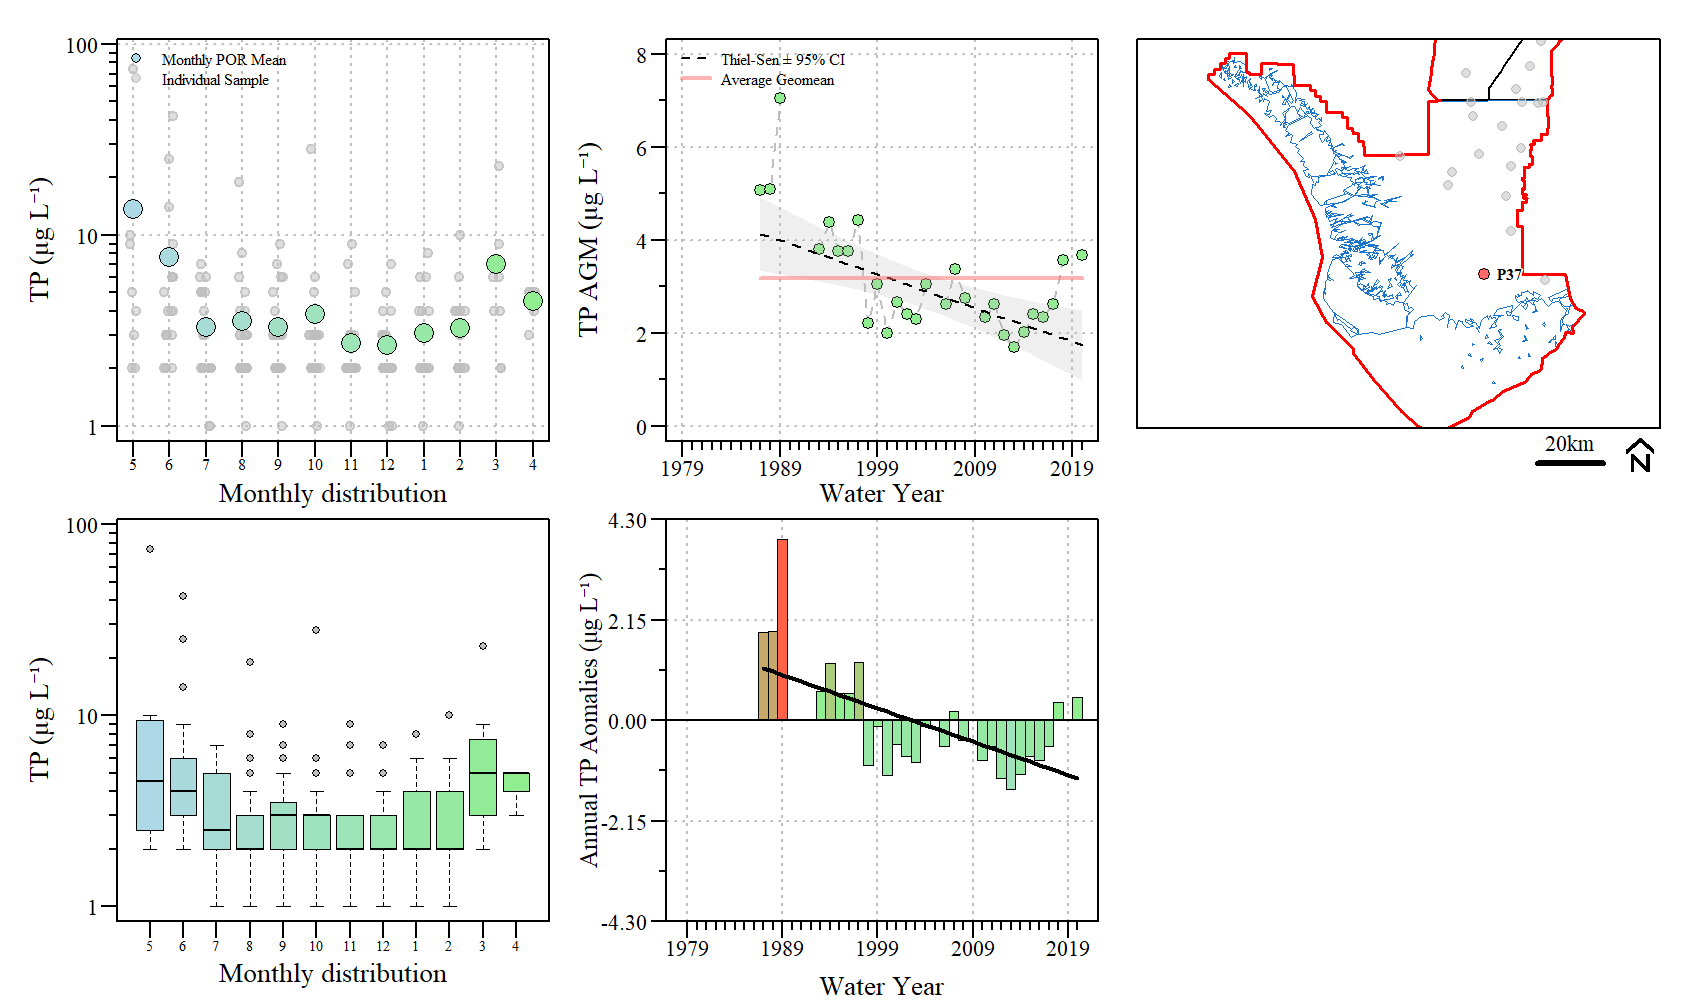 TP (µg L⁻¹)
100
10
1
Monthly POR Mean
Individual Sample
5 6 7 8 9 10 11 12 1 2 3 4
Monthly distribution
TP AGM (µg L⁻¹)
8
6
4
2
0
Thiel-Sen ± 95% CI
Average Geomean
1979 1989 1999 2009 2019
Water Year
P37
20km
N
TP (µg L⁻¹)
100
10
1
5 6 7 8 9 10 11 12 1 2 3 4
Monthly distribution
Annual TP Aomalies (µg L⁻¹)
4.30
2.15
0.00
-2.15
-4.30
1979 1989 1999 2009 2019
Water Year